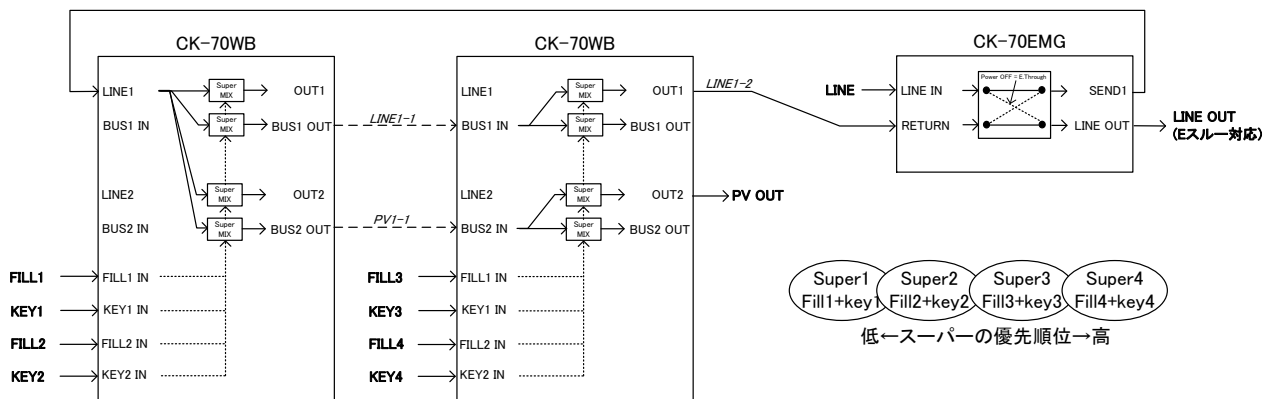 CK-70WB
LINE1
BUS1 IN
LINE2
BUS2 IN
FILL1 IN
KEY1 IN
FILL2 IN
KEY2 IN
Super
MIX
Super
MIX
Super
MIX
Super
MIX
OUT1
BUS1 OUT
OUT2
BUS2 OUT
FILL1
KEY1
FILL2
KEY2
LINE1-1
PV1-1
CK-70WB
LINE1
BUS1 IN
LINE2
BUS2 IN
FILL1 IN
KEY1 IN
FILL2 IN
KEY2 IN
Super
MIX
Super
MIX
Super
MIX
Super
MIX
OUT1
BUS1 OUT
OUT2
BUS2 OUT
FILL3
KEY3
FILL4
KEY4
LINE1-2
PV OUT
CK-70EMG
LINE
LINE IN
RETURN
Power OFF = E.Through
SEND1
LINE OUT
LINE OUT
(Eスルー対応)
Super1
Fill1+key1
Super2
Fill2+key2
Super3
Fill3+key3
Super4
Fill4+key4
低←スーパーの優先順位→高